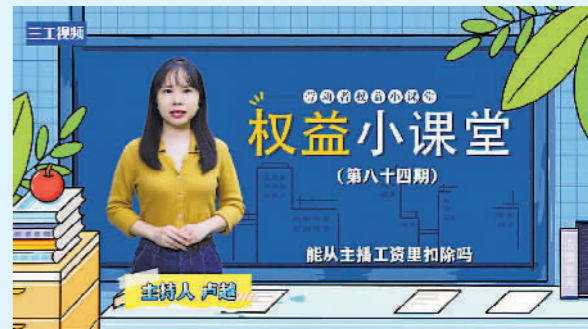 三工视频
劳动者权益小课堂
权益小课堂
（第八十四期）
能从主播工资里扣除吗
主持人 卢越